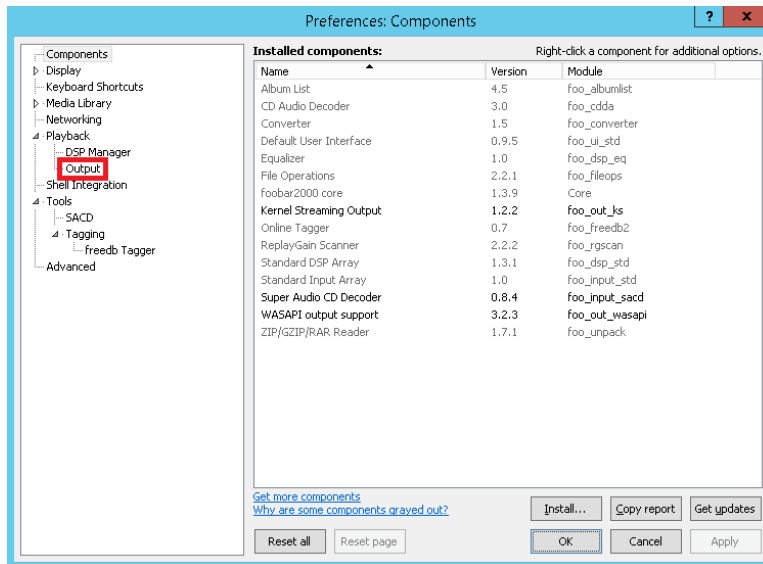 Preferences: Components
? x
Components
Display
Keyboard Shortcuts
Media Library
Networking
Playback
DSP Manager
Output
Shell Integration
Tools
SACD
Tagging
freedb Tagger
Advanced
Installed components: Right-click a component for additional options.
Name Version Module
Album List 4.5 foo_albumlist
CD Audio Decoder 3.0 foo_cdda
Converter 1.5 foo_converter
Default User Interface 0.9.5 foo_ui_std
Equalizer 1.0 foo_dsp_eq
File Operations 2.2.1 foo_fileops
foobar2000 core 1.3.9 Core
Kernel Streaming Output 1.2.2 foo_out_ks
Online Tagger 0.7 foo_freedb2
ReplayGain Scanner 2.2.2 foo_rgscan
Standard DSP Array 1.3.1 foo_dsp_std
Standard Input Array 1.0 foo_input_std
Super Audio CD Decoder 0.8.4 foo_input_sacd
WASAPI output support 3.2.3 foo_out_wasapi
ZIP/GZIP/RAR Reader 1.7.1 foo_unpack
Get more components
Why are some components grayed out?
Install... Copy report Get updates
Reset all Reset page OK Cancel Apply